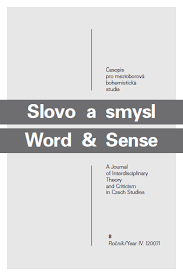 Časopis
pro mezioborová
bohemistická
studia
Slovo a smysl
Word & Sense
A Journal
of Interdisciplinary
Theory
and Criticism
in Czech Studies
8
Ročník/Year IV. (2007)